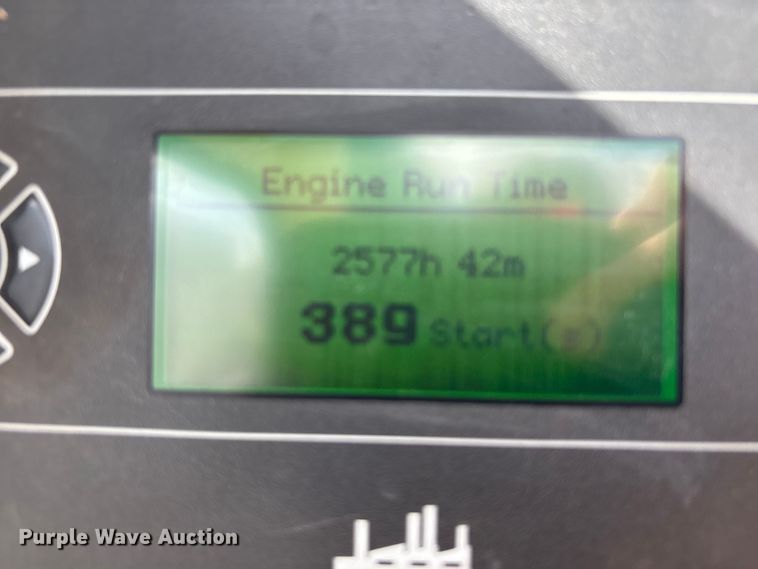 Engine Run Time
2577h 42m
389 Start(s)
Purple Wave Auction